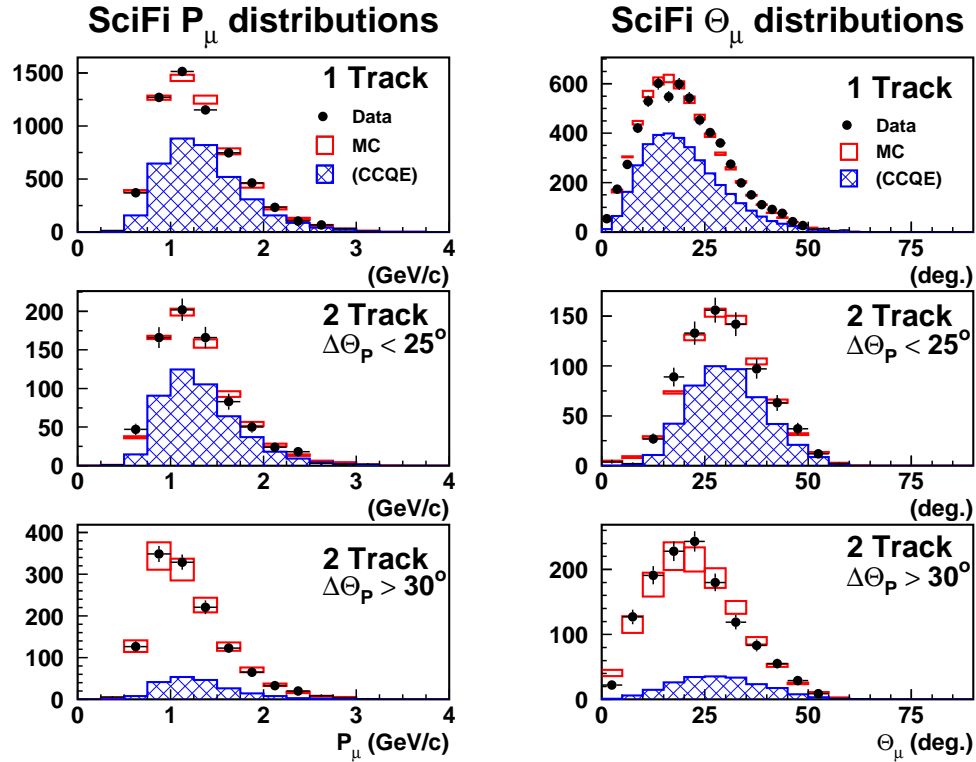 SciFi Pμ distributions
1500
1000
500
0
1 Track
Data
MC
(CCQE)
0 1 2 3 4
(GeV/c)
200
150
100
50
0
2 Track
ΔΘP < 25°
0 1 2 3 4
(GeV/c)
400
300
200
100
0
2 Track
ΔΘP > 30°
0 1 2 3 4
Pμ (GeV/c)
SciFi Θμ distributions
600
400
200
0
1 Track
Data
MC
(CCQE)
0 25 50 75
(deg.)
150
100
50
0
2 Track
ΔΘP < 25°
0 25 50 75
(deg.)
200
100
0
2 Track
ΔΘP > 30°
0 25 50 75
Θμ (deg.)